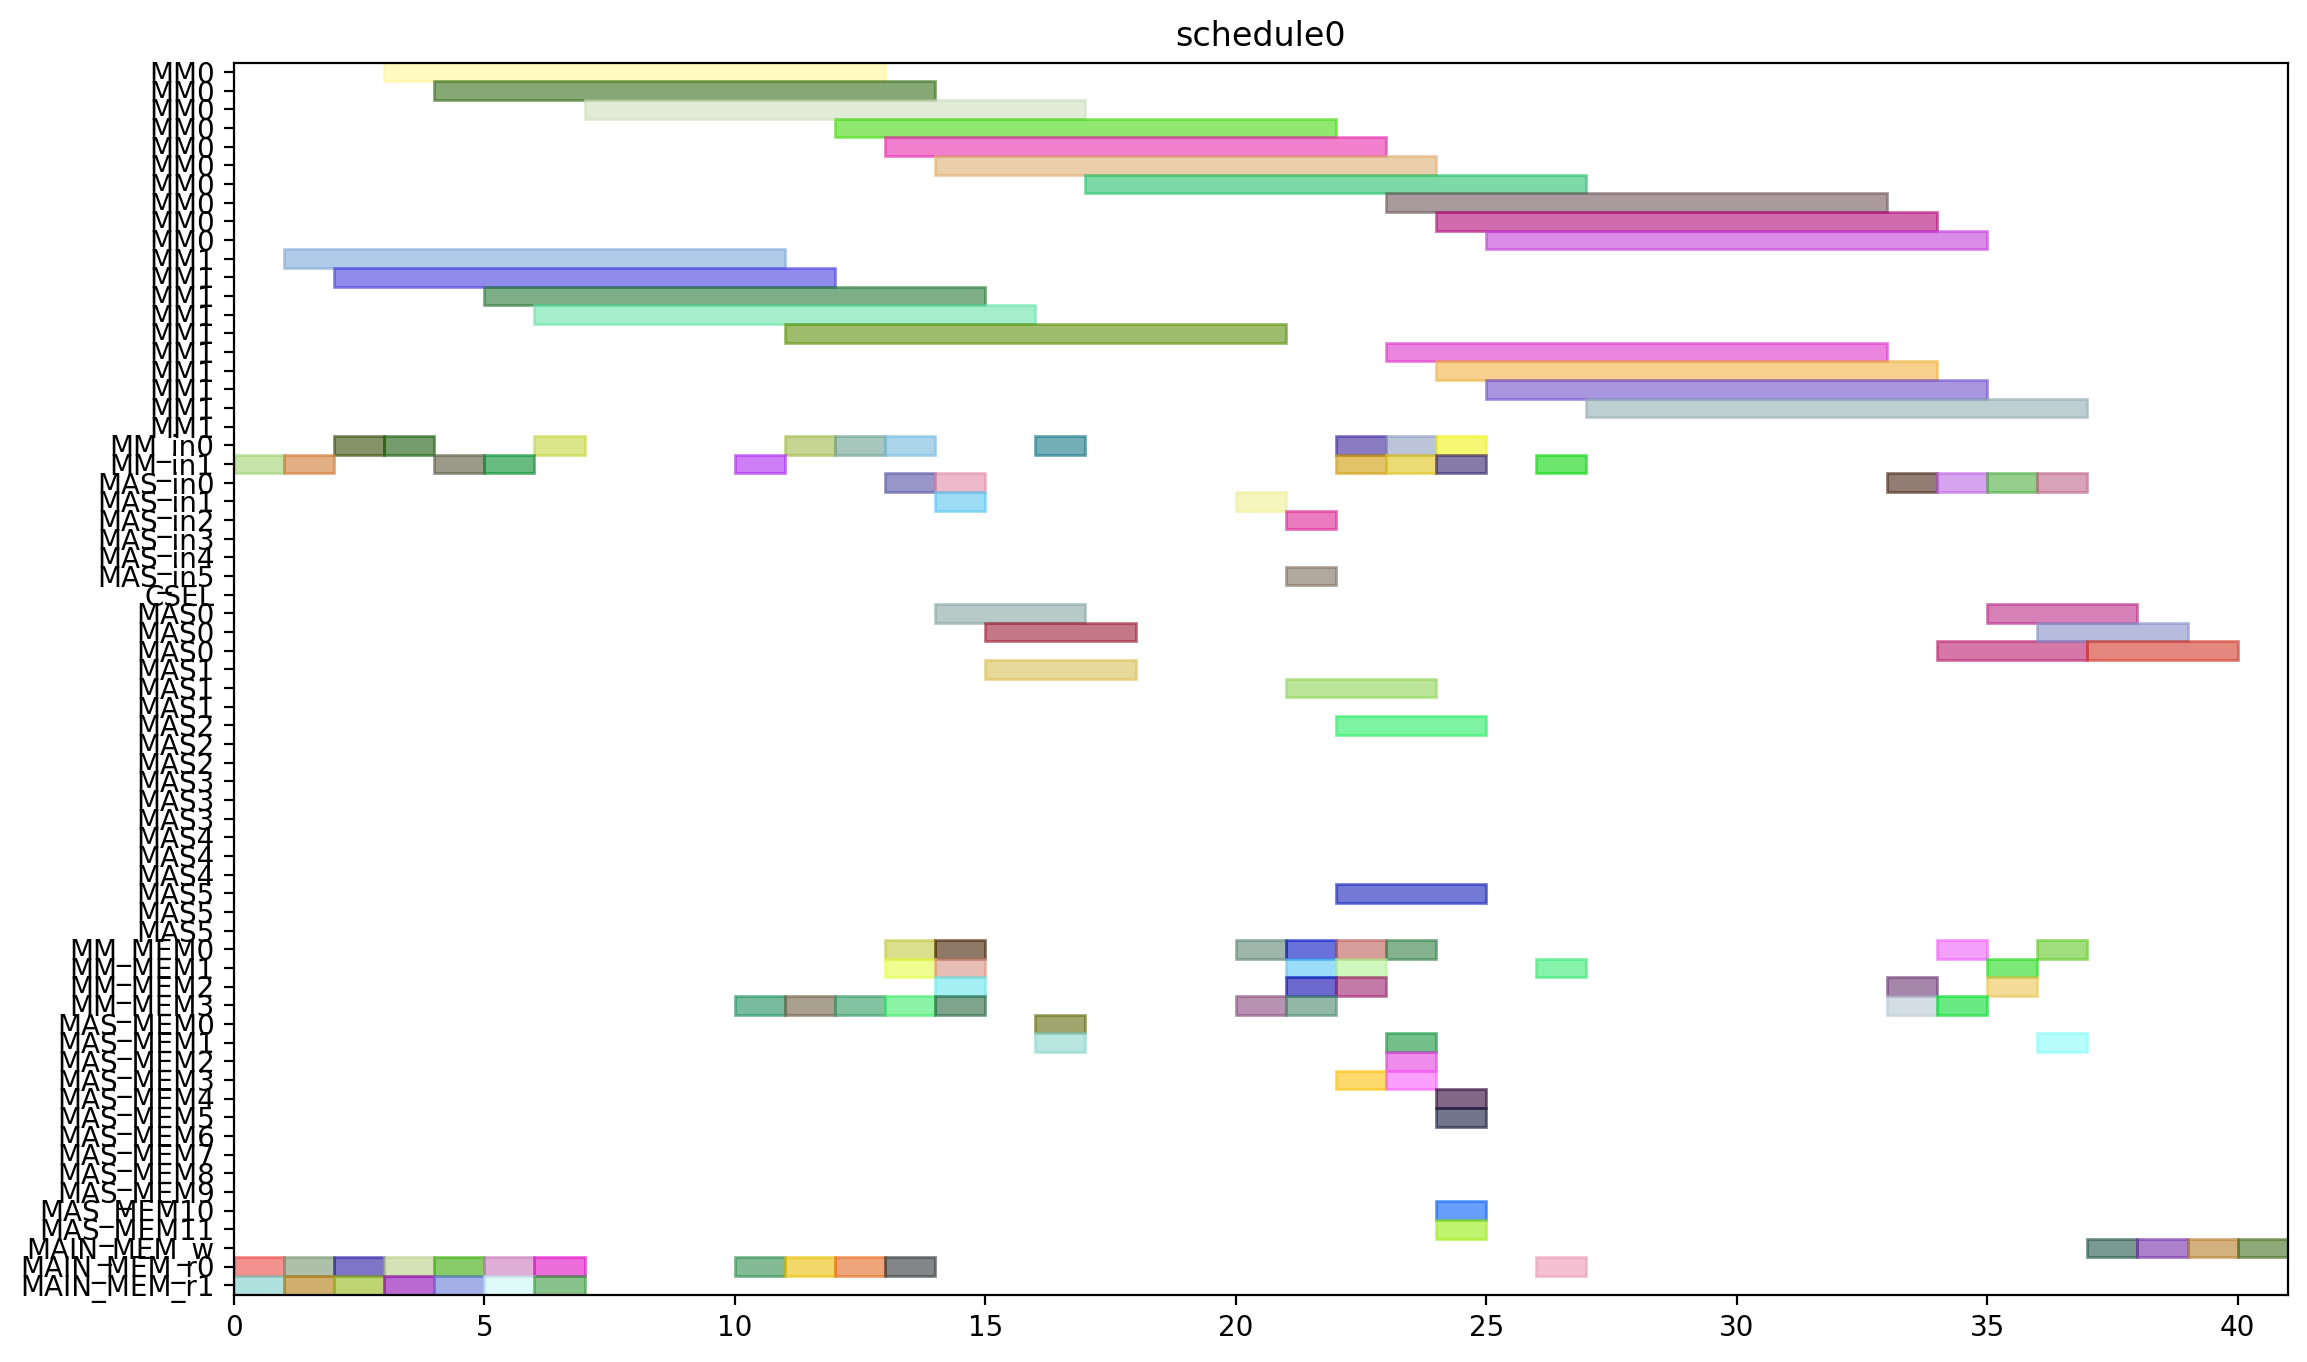 schedule0
MM0
MM0
MM0
MM0
MM0
MM0
MM0
MM0
MM0
MM0
MM1
MM1
MM1
MM1
MM1
MM1
MM1
MM1
MM1
MM1
MM_in0
MM_in1
MAS_in0
MAS_in1
MAS_in2
MAS_in3
MAS_in4
MAS_in5
CSEL
MAS0
MAS0
MAS0
MAS1
MAS1
MAS1
MAS2
MAS2
MAS2
MAS3
MAS3
MAS3
MAS4
MAS4
MAS4
MAS5
MAS5
MAS5
MM_MEM0
MM_MEM1
MM_MEM2
MM_MEM3
MAS_MEM0
MAS_MEM1
MAS_MEM2
MAS_MEM3
MAS_MEM4
MAS_MEM5
MAS_MEM6
MAS_MEM7
MAS_MEM8
MAS_MEM9
MAS_MEM10
MAS_MEM11
MAIN_MEM_w
MAIN_MEM_r0
MAIN_MEM_r1
0 5 10 15 20 25 30 35 40